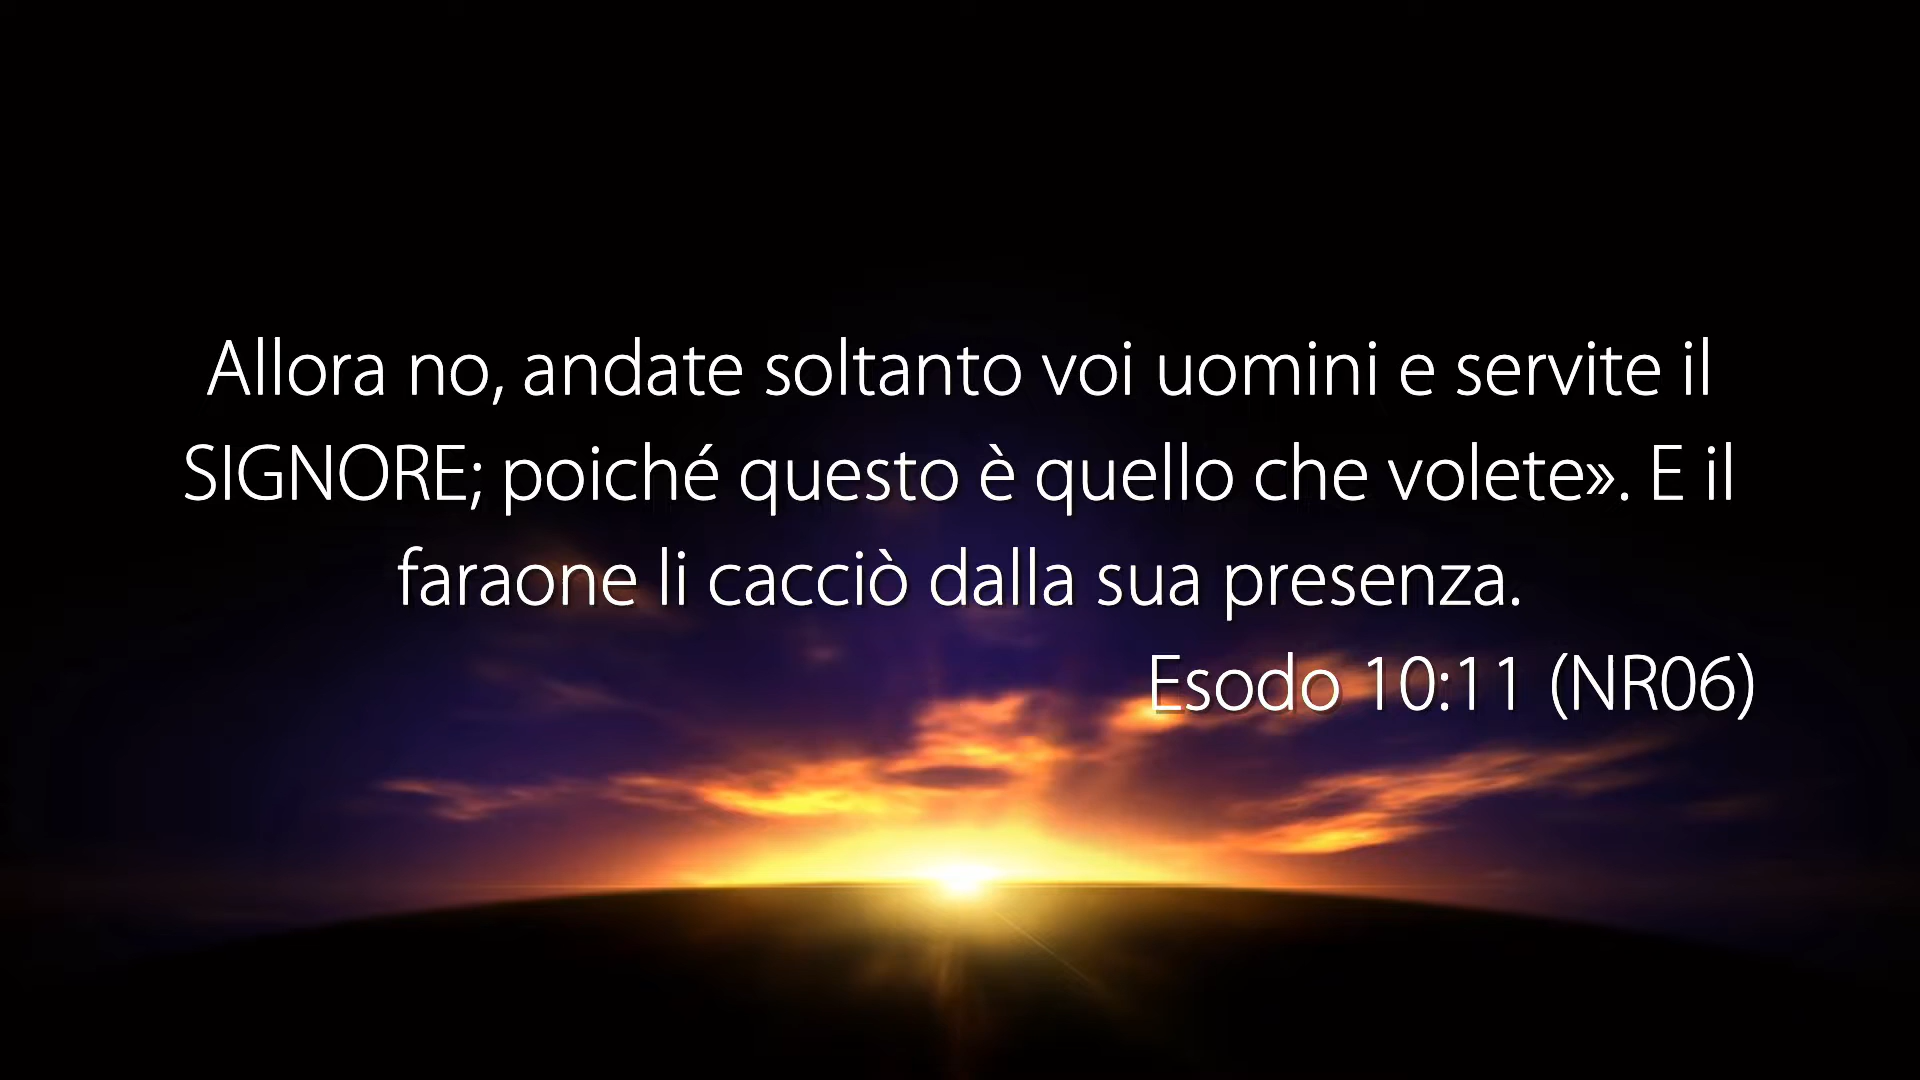 Allora no, andate soltanto voi uomini e servite il
SIGNORE; poiché questo è quello che volete». E il
faraone li cacciò dalla sua presenza.
Esodo 10:11 (NR06)